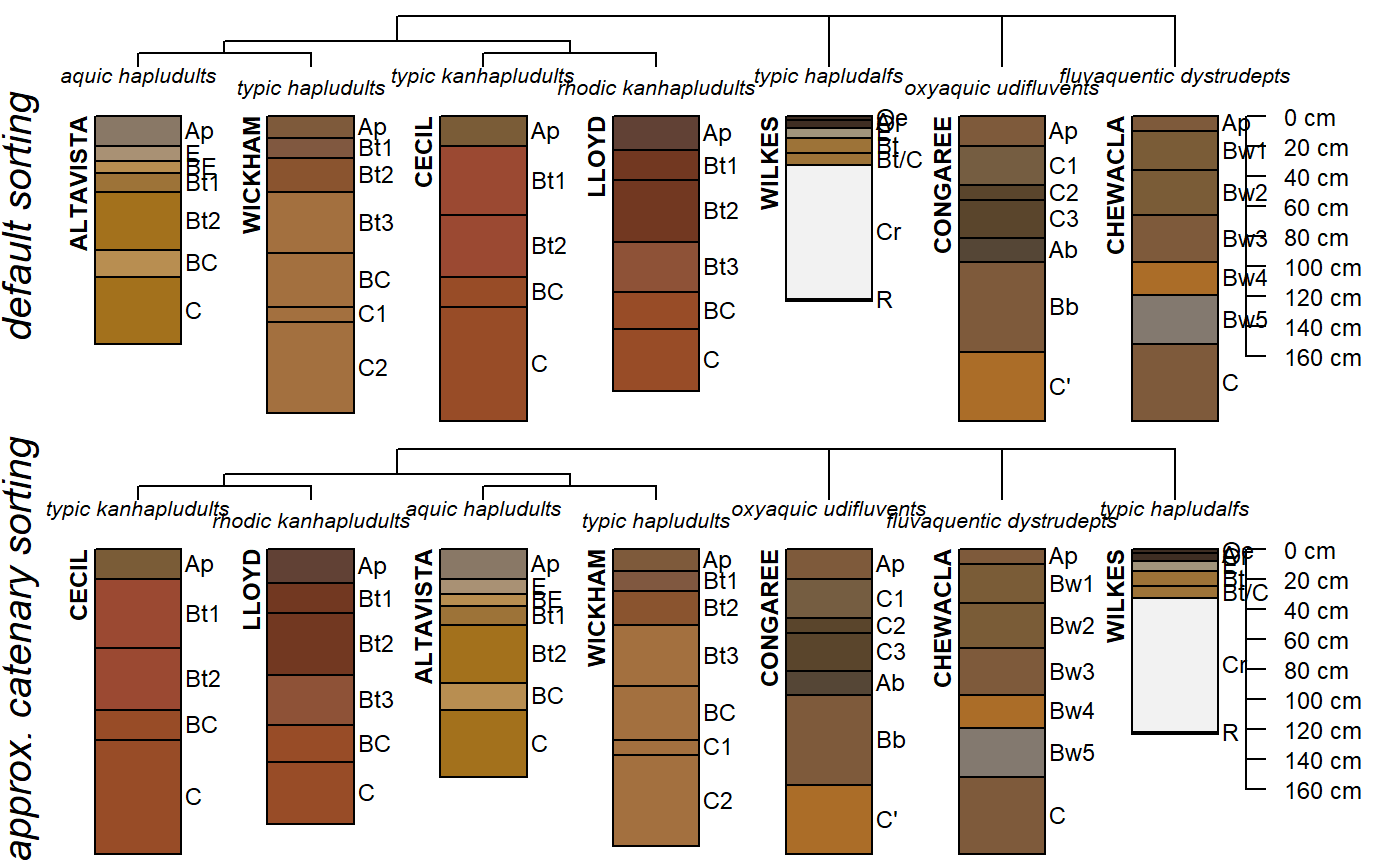 default sorting
aquic hapludults
typic hapludults
typic kanhapludults
rhodic kanhapludults
typic hapludalfs
oxyaquic udifluvents
fluvaquentic dystrudepts
ALTAVISTA
Ap
E
BE
Bt1
Bt2
BC
C
WICKHAM
Ap
Bt1
Bt2
Bt3
BC
C1
C2
CECIL
Ap
Bt1
Bt2
BC
C
LLOYD
Ap
Bt1
Bt2
Bt3
BC
C
WILKES
Oe
Bt
Bt/C
Cr
R
CONGAREE
Ap
C1
C2
C3
Ab
Bb
C'
CHEWACLA
Ap
Bw1
Bw2
Bw3
Bw4
Bw5
C
0 cm
20 cm
40 cm
60 cm
80 cm
100 cm
120 cm
140 cm
160 cm
approx. catenary sorting
typic kanhapludults
rhodic kanhapludults
aquic hapludults
typic hapludults
oxyaquic udifluvents
fluvaquentic dystrudepts
typic hapludalfs
CECIL
Ap
Bt1
Bt2
BC
C
LLOYD
Ap
Bt1
Bt2
Bt3
BC
C
ALTAVISTA
Ap
E
BE
Bt1
Bt2
BC
C
WICKHAM
Ap
Bt1
Bt2
Bt3
BC
C1
C2
CONGAREE
Ap
C1
C2
C3
Ab
Bb
C'
CHEWACLA
Ap
Bw1
Bw2
Bw3
Bw4
Bw5
C
WILKES
Oe
Bt
Bt/C
Cr
R
0 cm
20 cm
40 cm
60 cm
80 cm
100 cm
120 cm
140 cm
160 cm